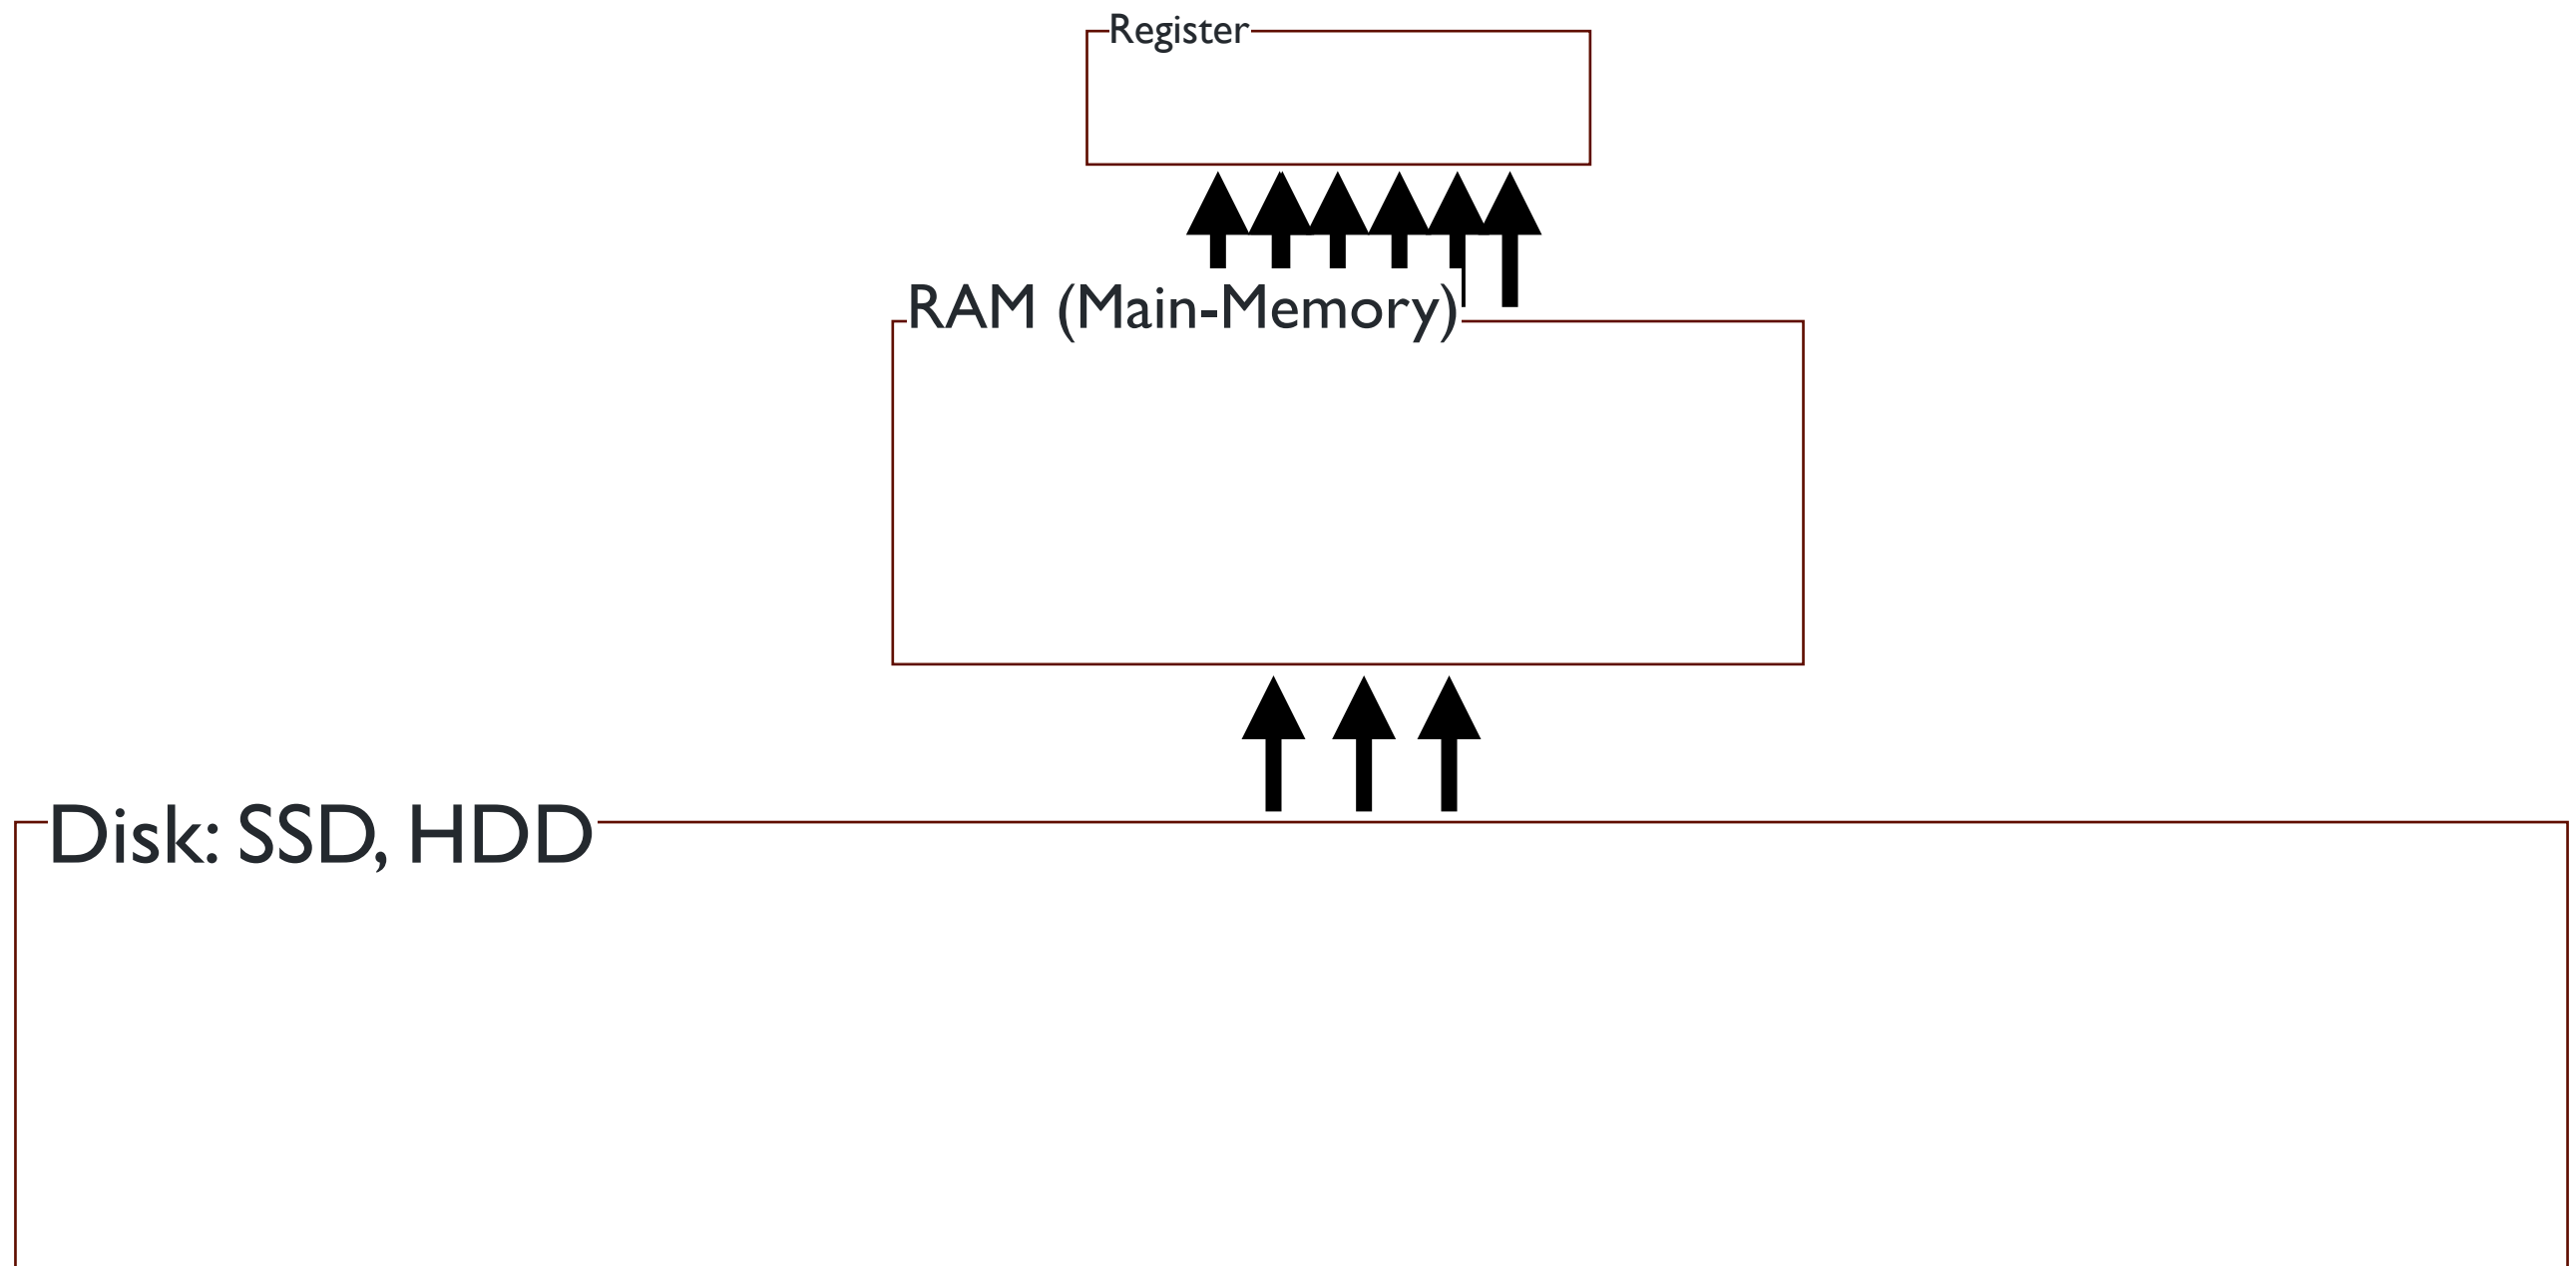 Register
RAM (Main-Memory)
Disk: SSD, HDD